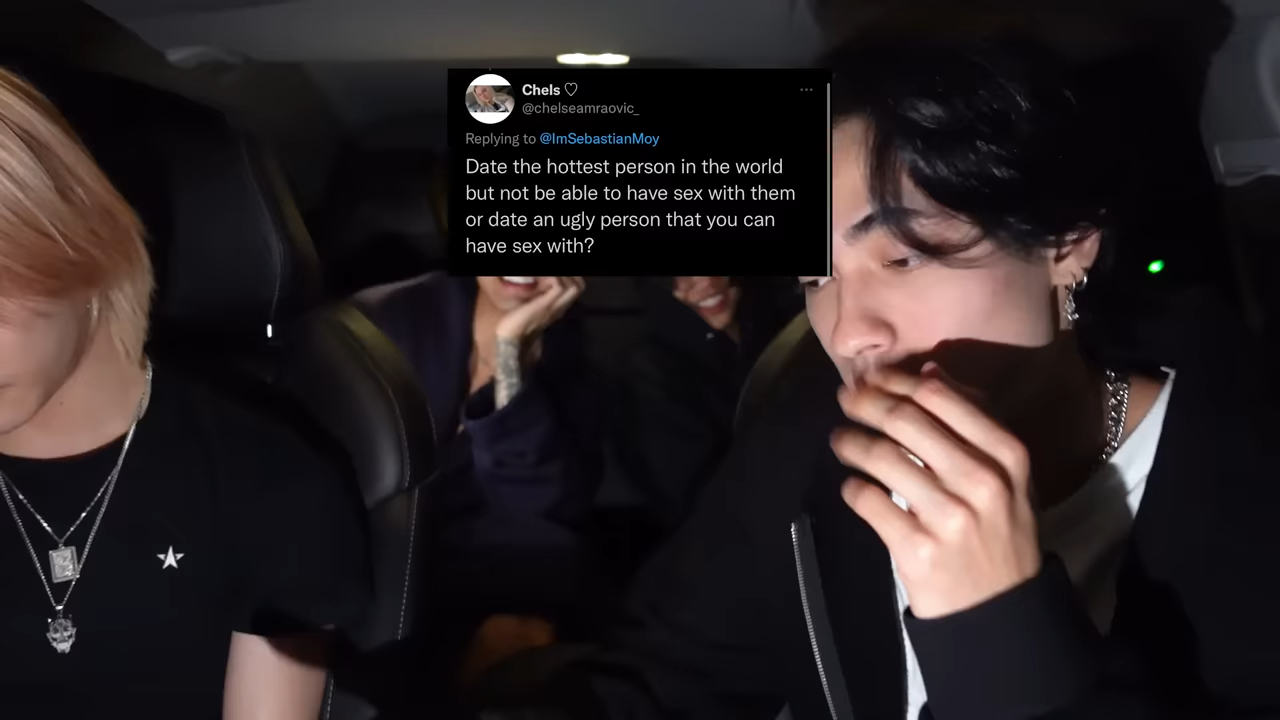 Chels ♡
@chelseamraovic_
Replying to @ImSebastianMoy
Date the hottest person in the world
but not be able to have sex with them
or date an ugly person that you can
have sex with?